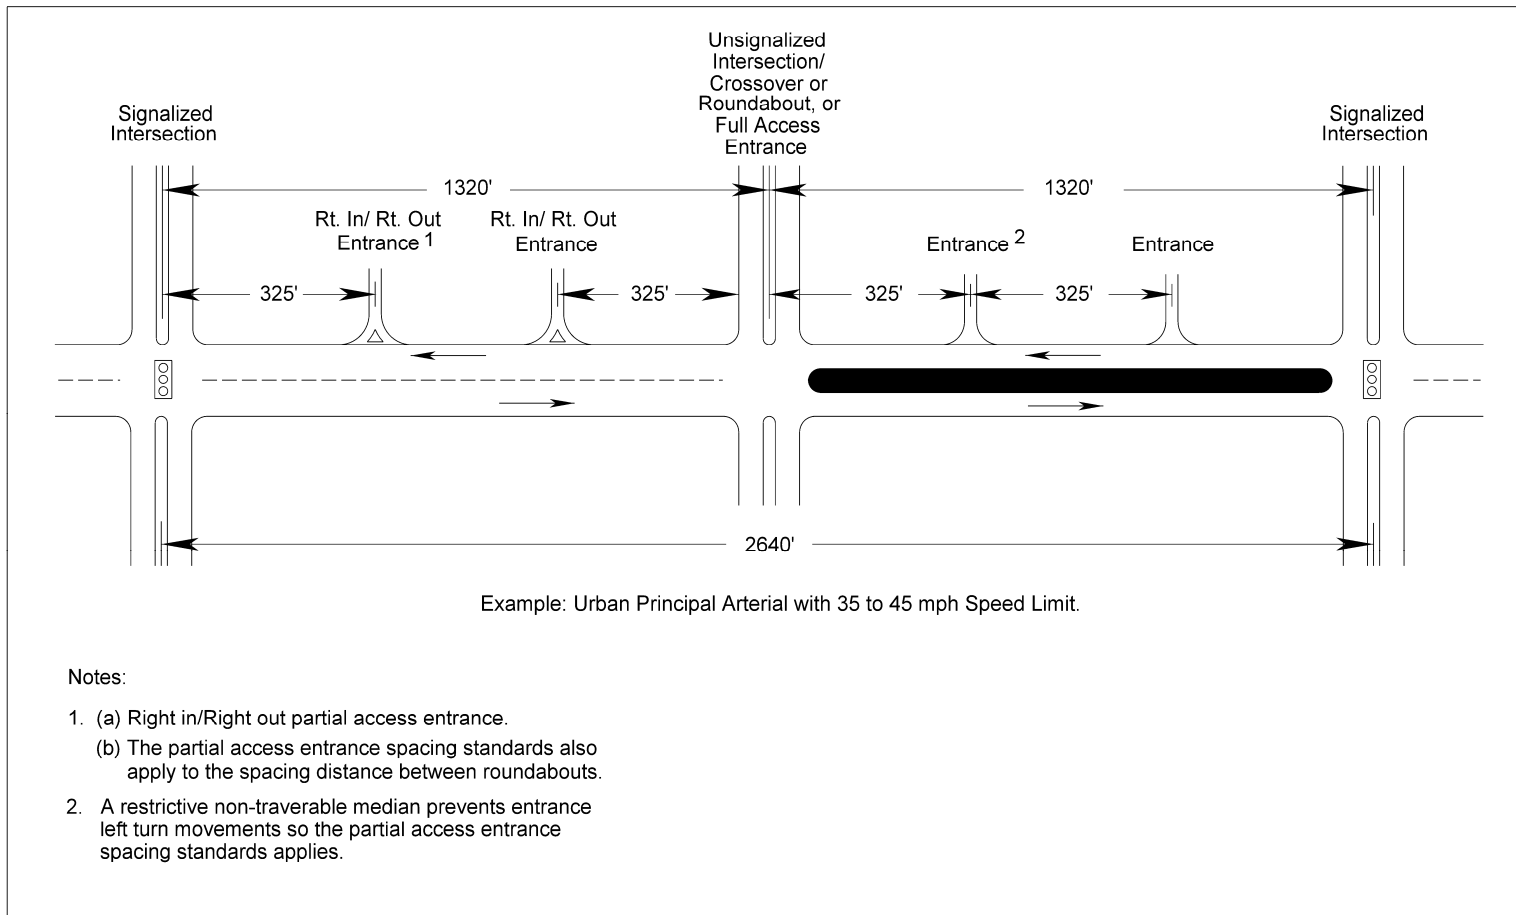 Unsignalized
Intersection/
Crossover or
Roundabout, or
Full Access
Entrance
Signalized
Intersection
Signalized
Intersection
1320'
1320'
Rt. In/ Rt. Out
Entrance 1
Rt. In/ Rt. Out
Entrance
Entrance 2
Entrance
325'
325'
325'
325'
2640'
Example: Urban Principal Arterial with 35 to 45 mph Speed Limit.
Notes:
1. (a) Right in/Right out partial access entrance.
(b) The partial access entrance spacing standards also
apply to the spacing distance between roundabouts.
2. A restrictive non-traverable median prevents entrance
left turn movements so the partial access entrance
spacing standards applies.